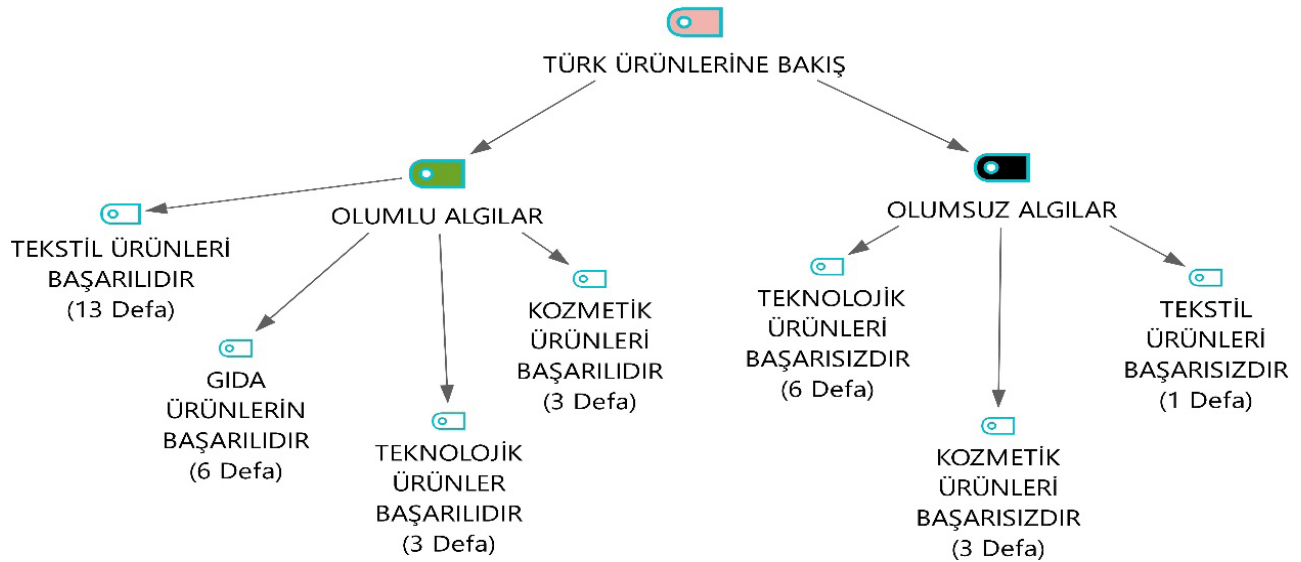 TÜRK ÜRÜNLERİNE BAKIŞ
OLUMLU ALGILAR
TEKSTİL ÜRÜNLERİ
BAŞARILIDIR
(13 Defa)
GIDA
ÜRÜNLERİN
BAŞARILIDIR
(6 Defa)
TEKNOLOJİK
ÜRÜNLER
BAŞARILIDIR
(3 Defa)
KOZMETİK
ÜRÜNLERİ
BAŞARILIDIR
(3 Defa)
OLUMSUZ ALGILAR
TEKNOLOJİK
ÜRÜNLERİ
BAŞARISIZDIR
(6 Defa)
KOZMETİK
ÜRÜNLERİ
BAŞARISIZDIR
(3 Defa)
TEKSTİL
ÜRÜNLERİ
BAŞARISIZDIR
(1 Defa)